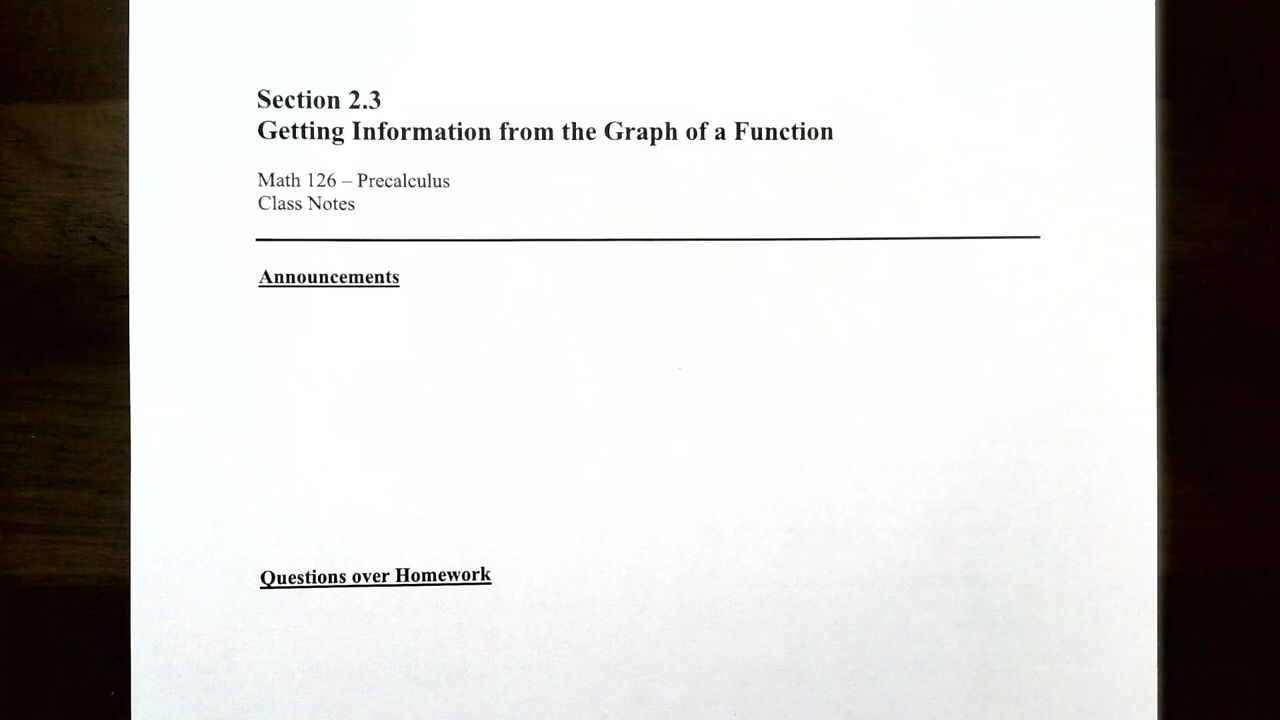 Section 2.3
Getting Information from the Graph of a Function
Math 126 – Precalculus
Class Notes
Announcements
Questions over Homework